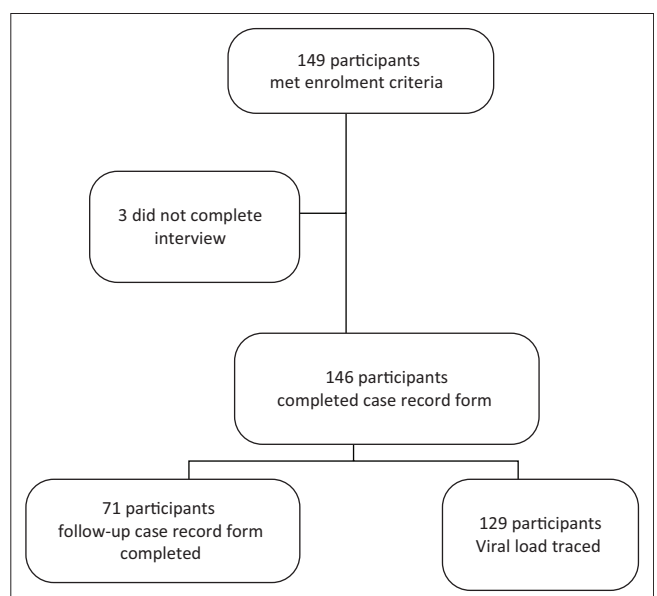 149 participants
met enrolment criteria
3 did not complete
interview
146 participants
completed case record form
71 participants
follow-up case record form
completed
129 participants
Viral load traced